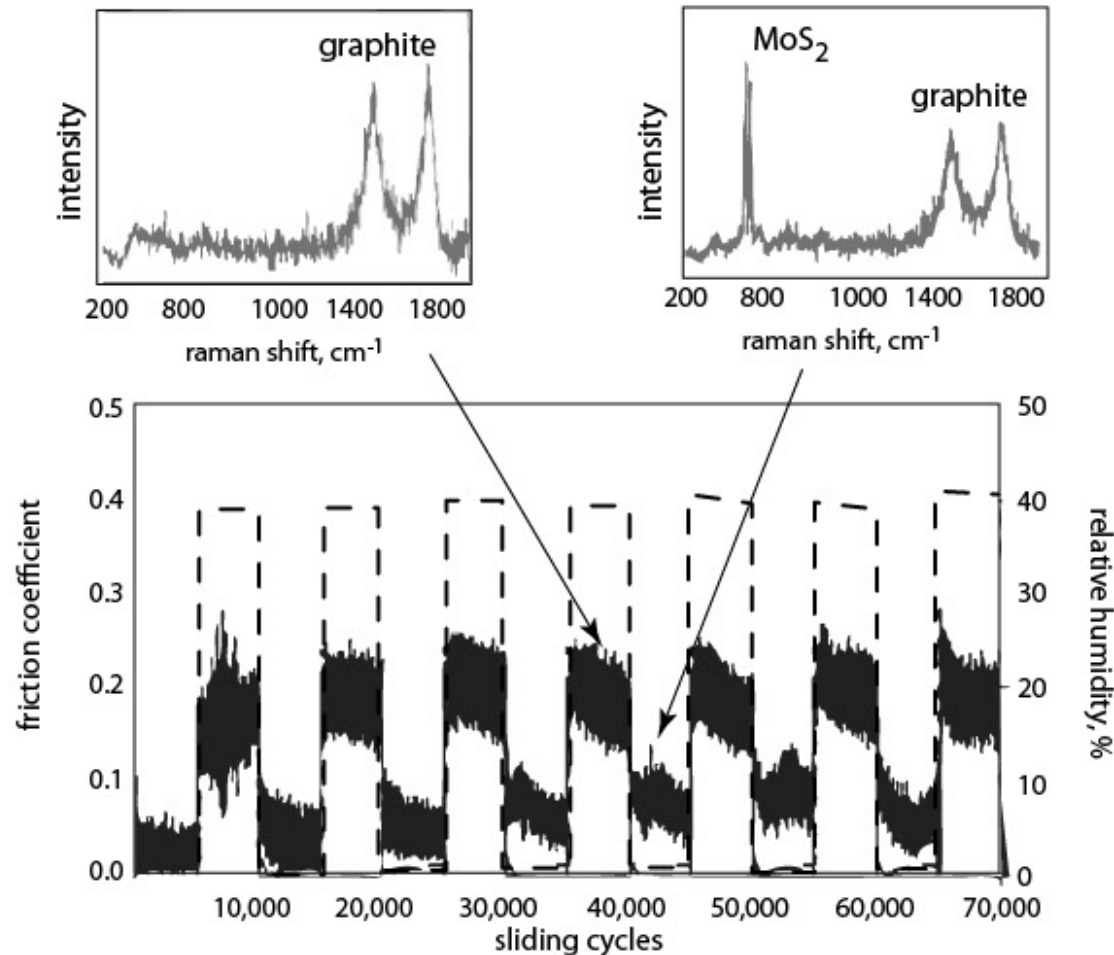 graphite
intensity
200 800 1000 1400 1800
raman shift, cm⁻¹
MoS₂
graphite
intensity
200 800 1000 1400 1800
raman shift, cm⁻¹
friction coefficient
0.5
0.4
0.3
0.2
0.1
0.0
50
40
30
20
10
0
relative humidity, %
10,000 20,000 30,000 40,000 50,000 60,000 70,000
sliding cycles